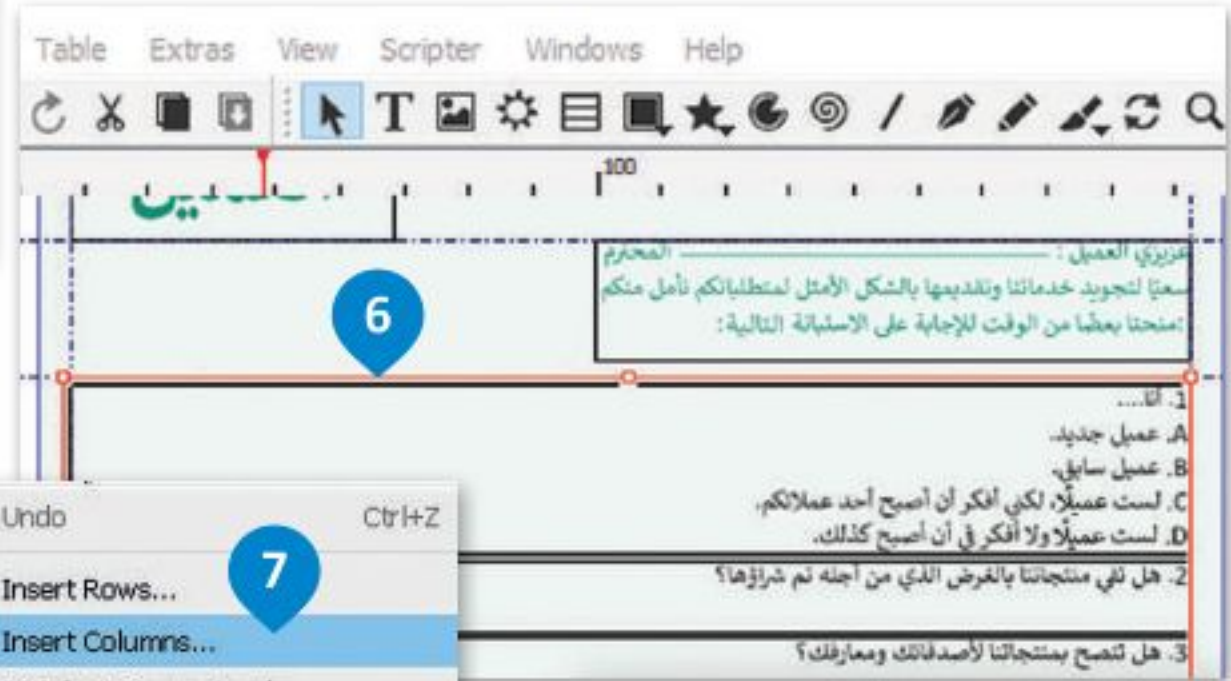 Table Extras View Scripter Windows Help
100
عزيزي العميل : ـــــــــــــــــــــــــ المحترم
سعيًا لتجويد خدماتنا وتقديمها بالشكل الأمثل لمتطلباتكم نأمل منكم
:منحنا بعضًا من الوقت للإجابة على الاستبانة التالية:
6
1. أنا....
A. عميل جديد.
B. عميل سابق.
C. لست عميلًا، لكني أفكر أن أصبح أحد عملائكم.
D. لست عميلًا ولا أفكر في أن أصبح كذلك.
2. هل تفي منتجاتنا بالغرض الذي من أجله تم شراؤها؟
3. هل تنصح بمنتجاتنا لأصدقائك ومعارفك؟
Undo Ctrl+Z
7
Insert Rows...
Insert Columns...